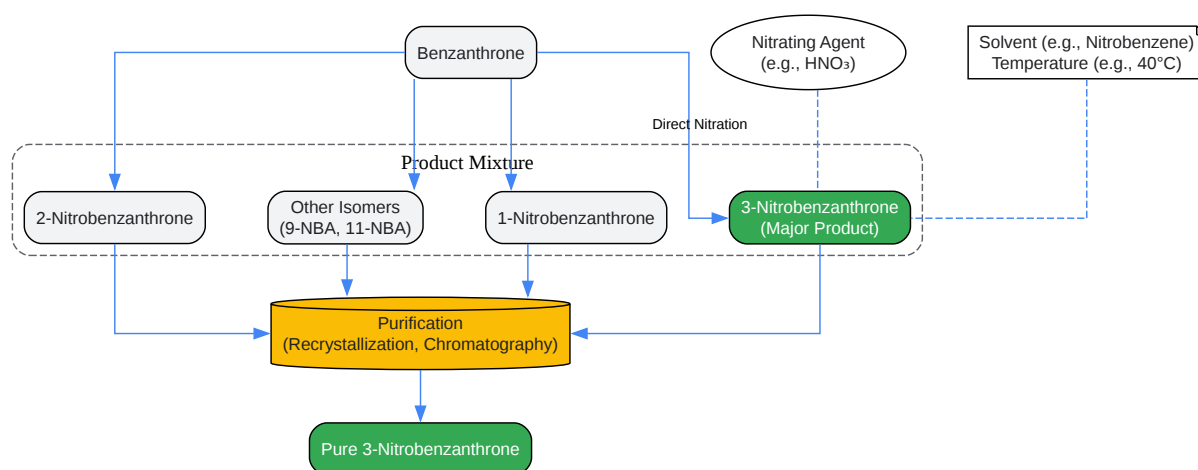 Benzanthrone
Nitrating Agent
(e.g., HNO₃)
Solvent (e.g., Nitrobenzene)
Temperature (e.g., 40°C)
Direct Nitration
Product Mixture
2-Nitrobenzanthrone
Other Isomers
(9-NBA, 11-NBA)
1-Nitrobenzanthrone
3-Nitrobenzanthrone
(Major Product)
Purification
(Recrystallization, Chromatography)
Pure 3-Nitrobenzanthrone